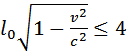 l₀√(1 − v²/c²) ≤ 4